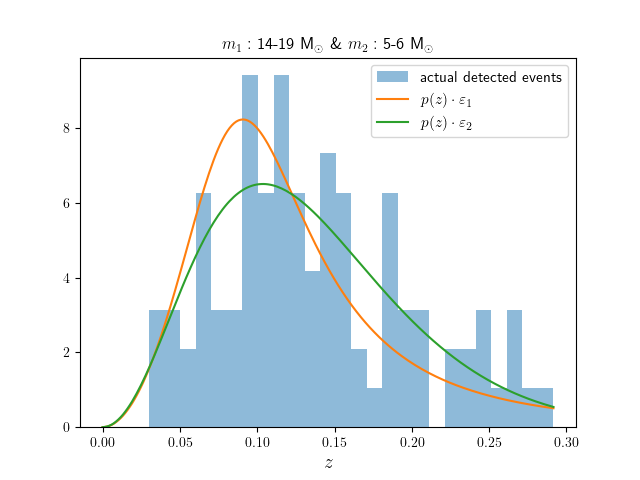 m₁ : 14-19 M⊙ & m₂ : 5-6 M⊙
actual detected events
p(z) · ε₁
p(z) · ε₂
8
6
4
2
0
0.00 0.05 0.10 0.15 0.20 0.25 0.30
z